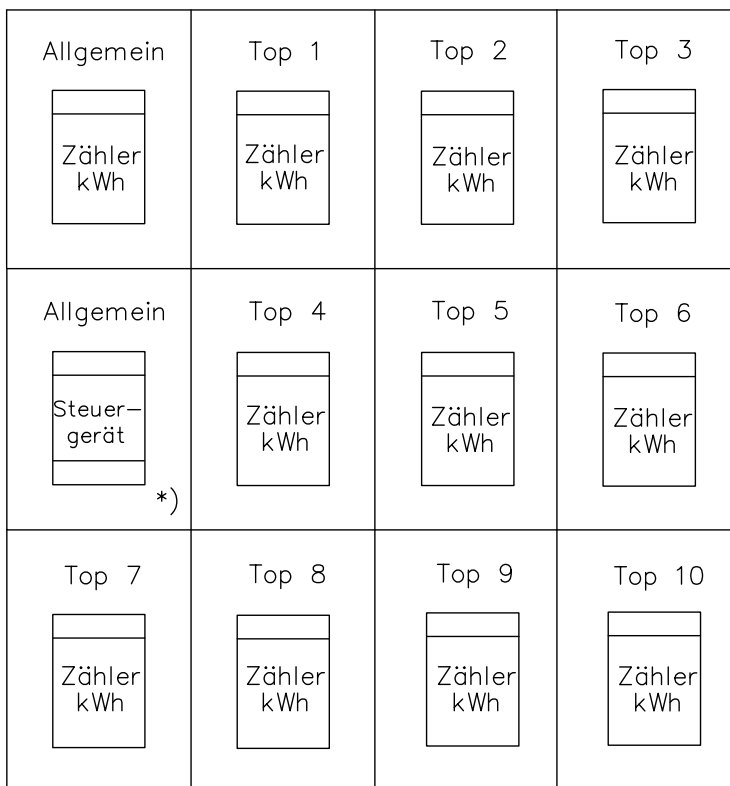 Allgemein
Zähler
kWh
Top 1
Zähler
kWh
Top 2
Zähler
kWh
Top 3
Zähler
kWh
Allgemein
Steuer–
gerät
*)
Top 4
Zähler
kWh
Top 5
Zähler
kWh
Top 6
Zähler
kWh
Top 7
Zähler
kWh
Top 8
Zähler
kWh
Top 9
Zähler
kWh
Top 10
Zähler
kWh